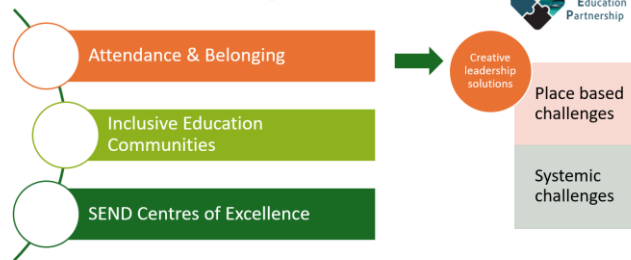 Education
Partnership
Attendance & Belonging
Inclusive Education
Communities
SEND Centres of Excellence
Creative
leadership
solutions
Place based
challenges
Systemic
challenges